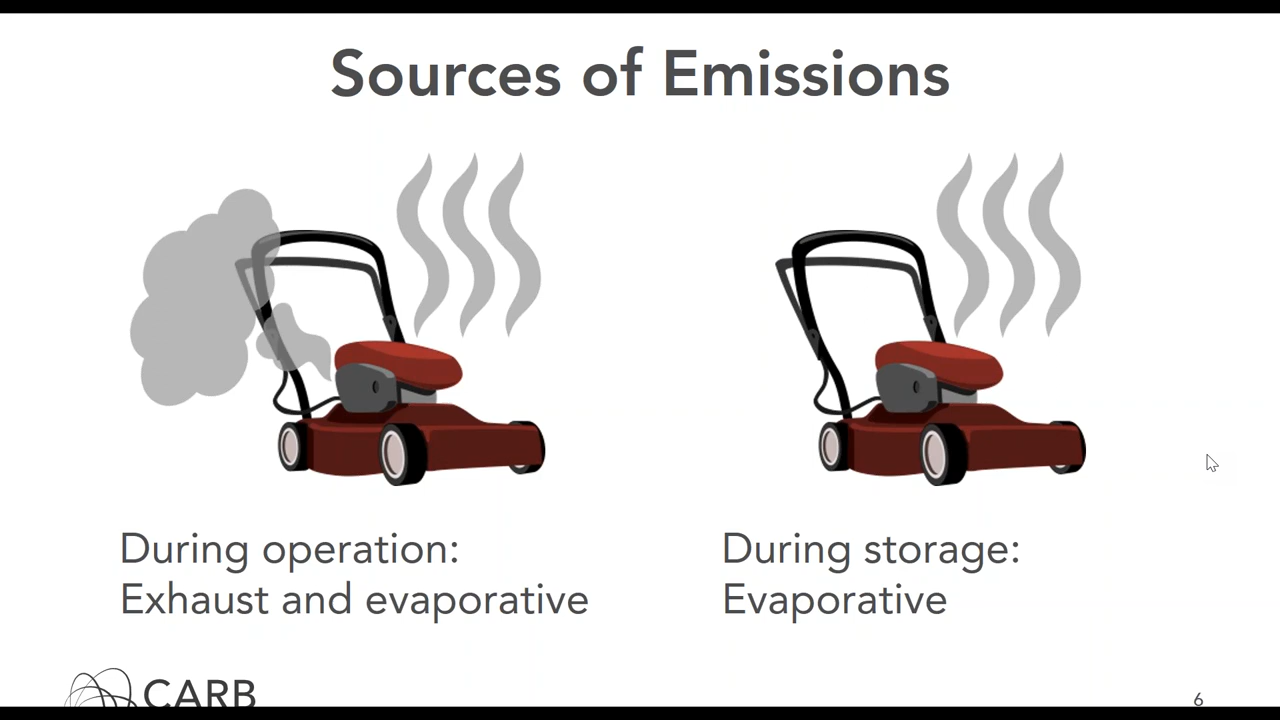 Sources of Emissions
During operation:
Exhaust and evaporative
During storage:
Evaporative
CARB
6